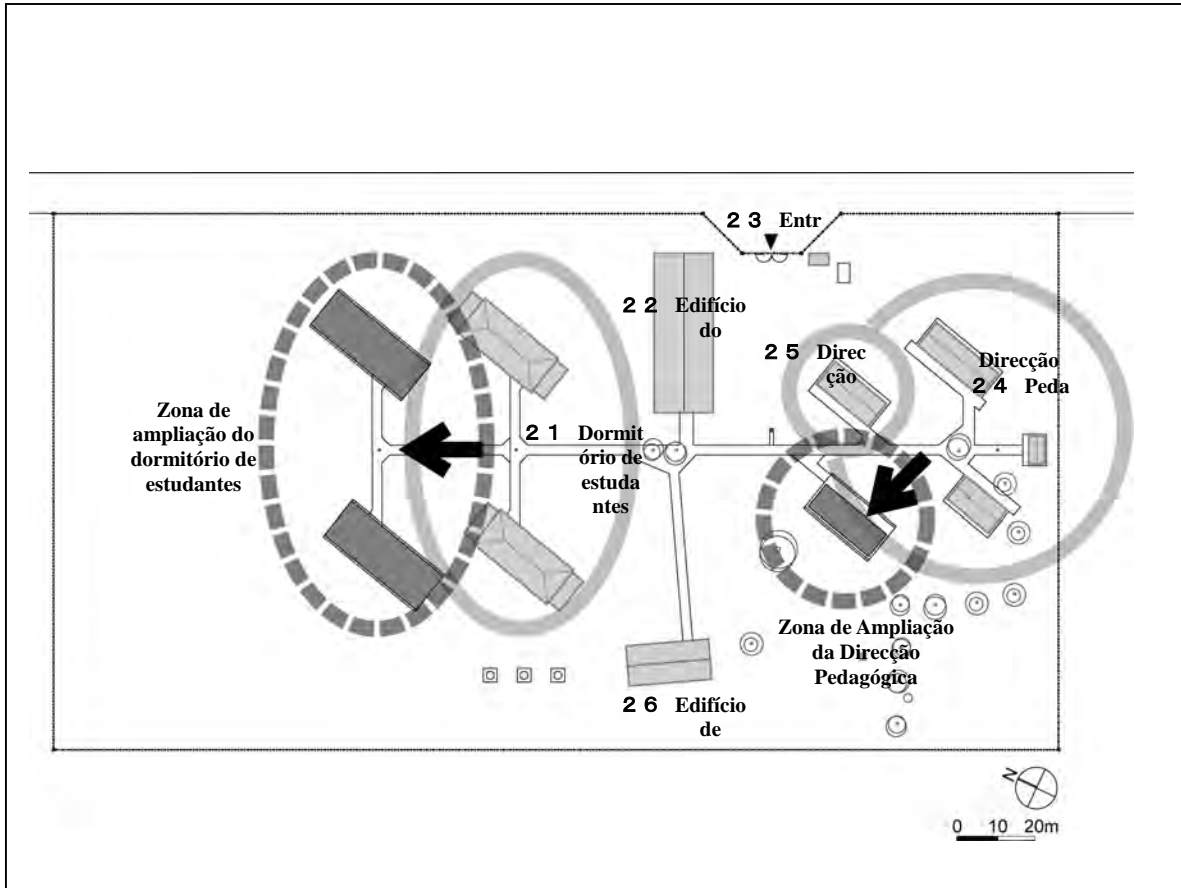 ２３ Entr
２２ Edifício
do
２５ Direc
ção
Direcção
２４ Peda
Zona de
ampliação do
dormitório de
estudantes
２１ Dormit
ório de
estuda
ntes
Zona de Ampliação
da Direcção
Pedagógica
２６ Edifício
de
N
0 10 20m